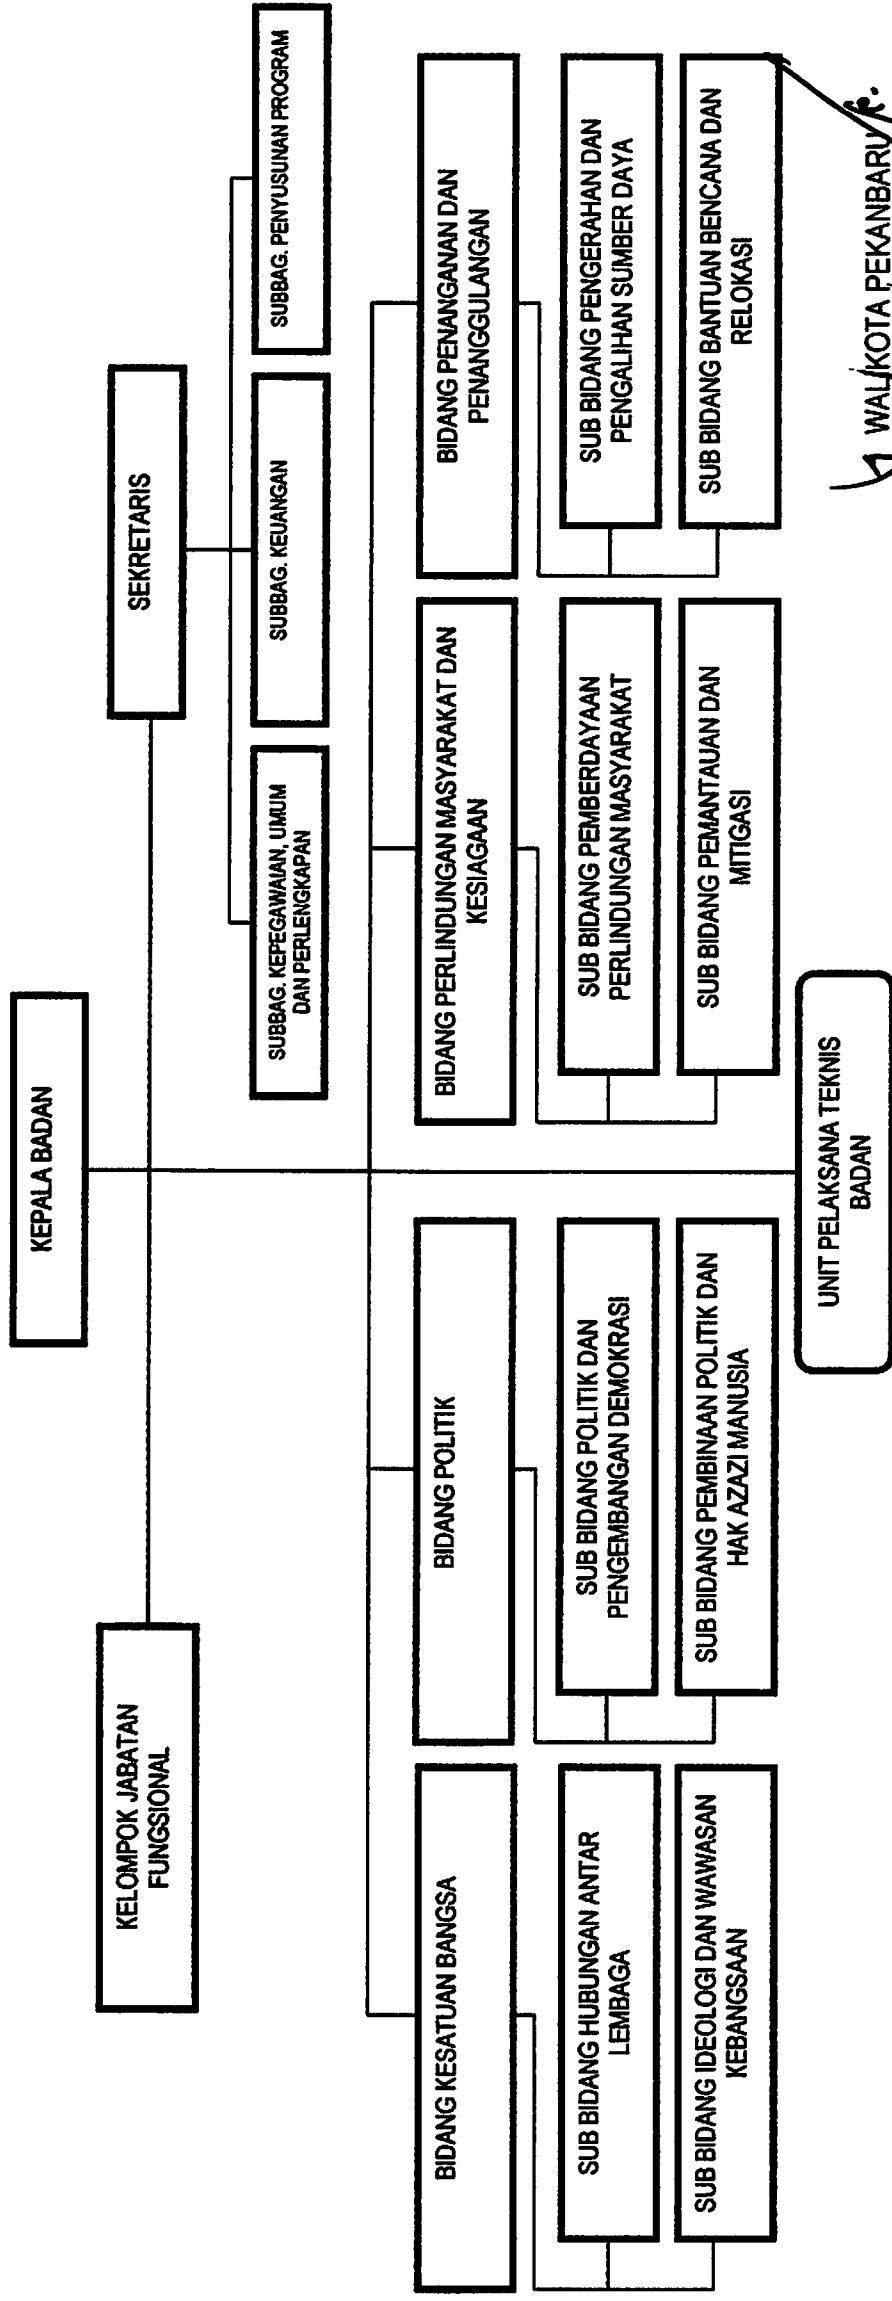 KEPALA BADAN
KELOMPOK JABATAN
FUNGSIONAL
SEKRETARIS
SUBBAG. KEPEGAWAIAN, UMUM
DAN PERLENGKAPAN
SUBBAG. KEUANGAN
SUBBAG. PENYUSUNAN PROGRAM
BIDANG KESATUAN BANGSA
SUB BIDANG HUBUNGAN ANTAR
LEMBAGA
SUB BIDANG IDEOLOGI DAN WAWASAN
KEBANGSAAN
BIDANG POLITIK
SUB BIDANG POLITIK DAN
PENGEMBANGAN DEMOKRASI
SUB BIDANG PEMBINAAN POLITIK DAN
HAK AZAZI MANUSIA
BIDANG PERLINDUNGAN MASYARAKAT DAN
KESIAGAAN
SUB BIDANG PEMBERDAYAAN
PERLINDUNGAN MASYARAKAT
SUB BIDANG PEMANTAUAN DAN
MITIGASI
BIDANG PENANGANAN DAN
PENANGGULANGAN
SUB BIDANG PENGERAHAN DAN
PENGALIHAN SUMBER DAYA
SUB BIDANG BANTUAN BENCANA DAN
RELOKASI
UNIT PELAKSANA TEKNIS
BADAN
WALIKOTA PEKANBARU